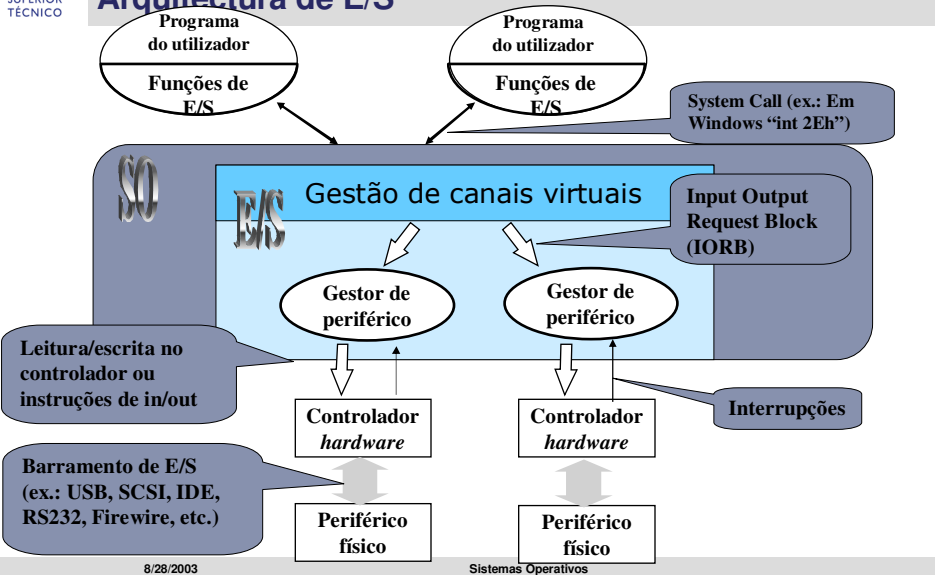 SUPERIOR
TÉCNICO
Arquitectura de E/S
Programa
do utilizador
Funções de
E/S
Programa
do utilizador
Funções de
E/S
System Call (ex.: Em
Windows “int 2Eh”)
SO
E/S
Gestão de canais virtuais
Input Output
Request Block
(IORB)
Gestor de
periférico
Gestor de
periférico
Leitura/escrita no
controlador ou
instruções de in/out
Controlador
hardware
Controlador
hardware
Interrupções
Barramento de E/S
(ex.: USB, SCSI, IDE,
RS232, Firewire, etc.)
Periférico
físico
Periférico
físico
8/28/2003
Sistemas Operativos